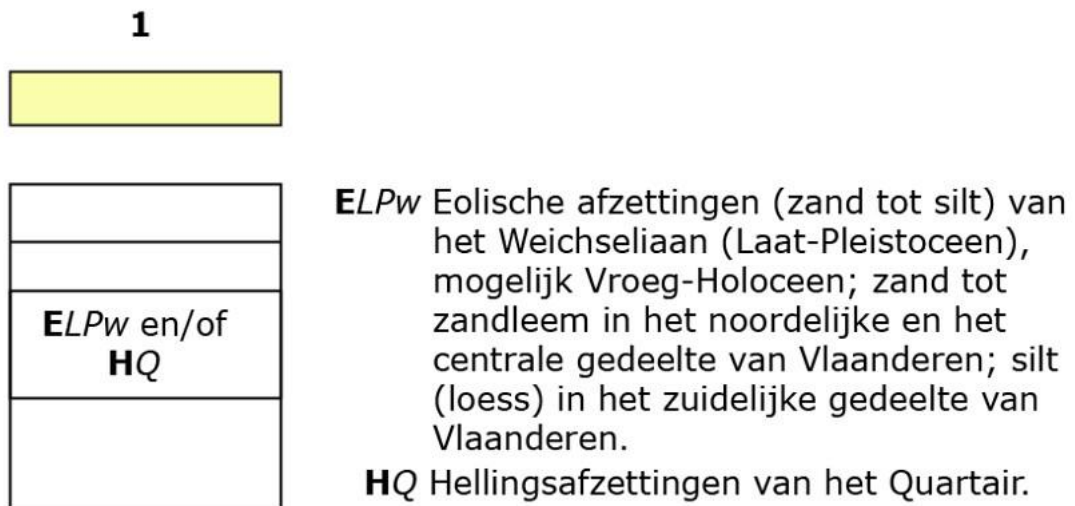 1
ELPw en/of
HQ
ELPw Eolische afzettingen (zand tot silt) van
het Weichseliaan (Laat-Pleistoceen),
mogelijk Vroeg-Holoceen; zand tot
zandleem in het noordelijke en het
centrale gedeelte van Vlaanderen; silt
(loess) in het zuidelijke gedeelte van
Vlaanderen.
HQ Hellingsafzettingen van het Quartair.